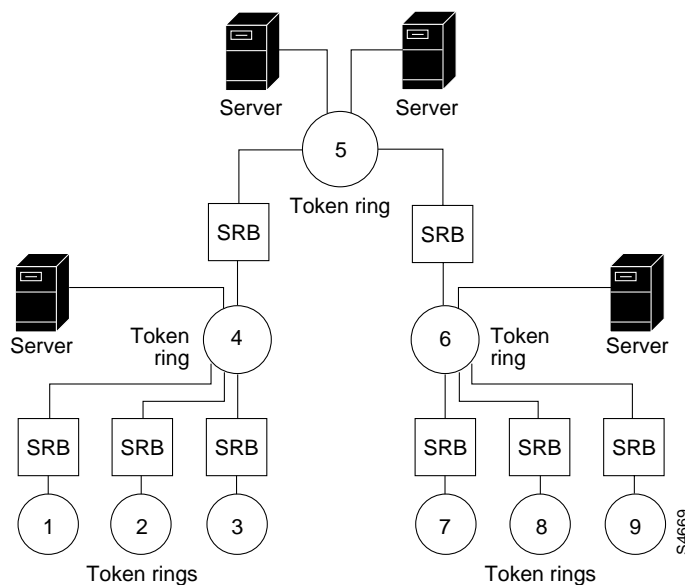 Server
Server
5
Token ring
SRB
SRB
Server
Token
ring
4
6
Token
ring
Server
SRB
SRB
SRB
SRB
SRB
SRB
1
2
3
7
8
9
Token rings
Token rings
S4669